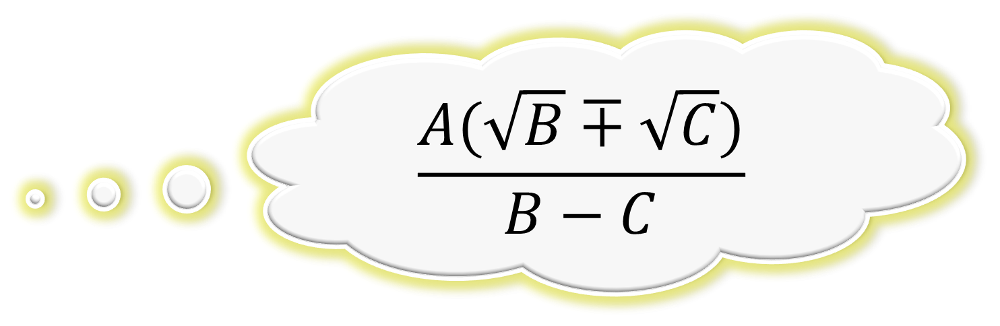 A(√B ∓ √C)
B − C